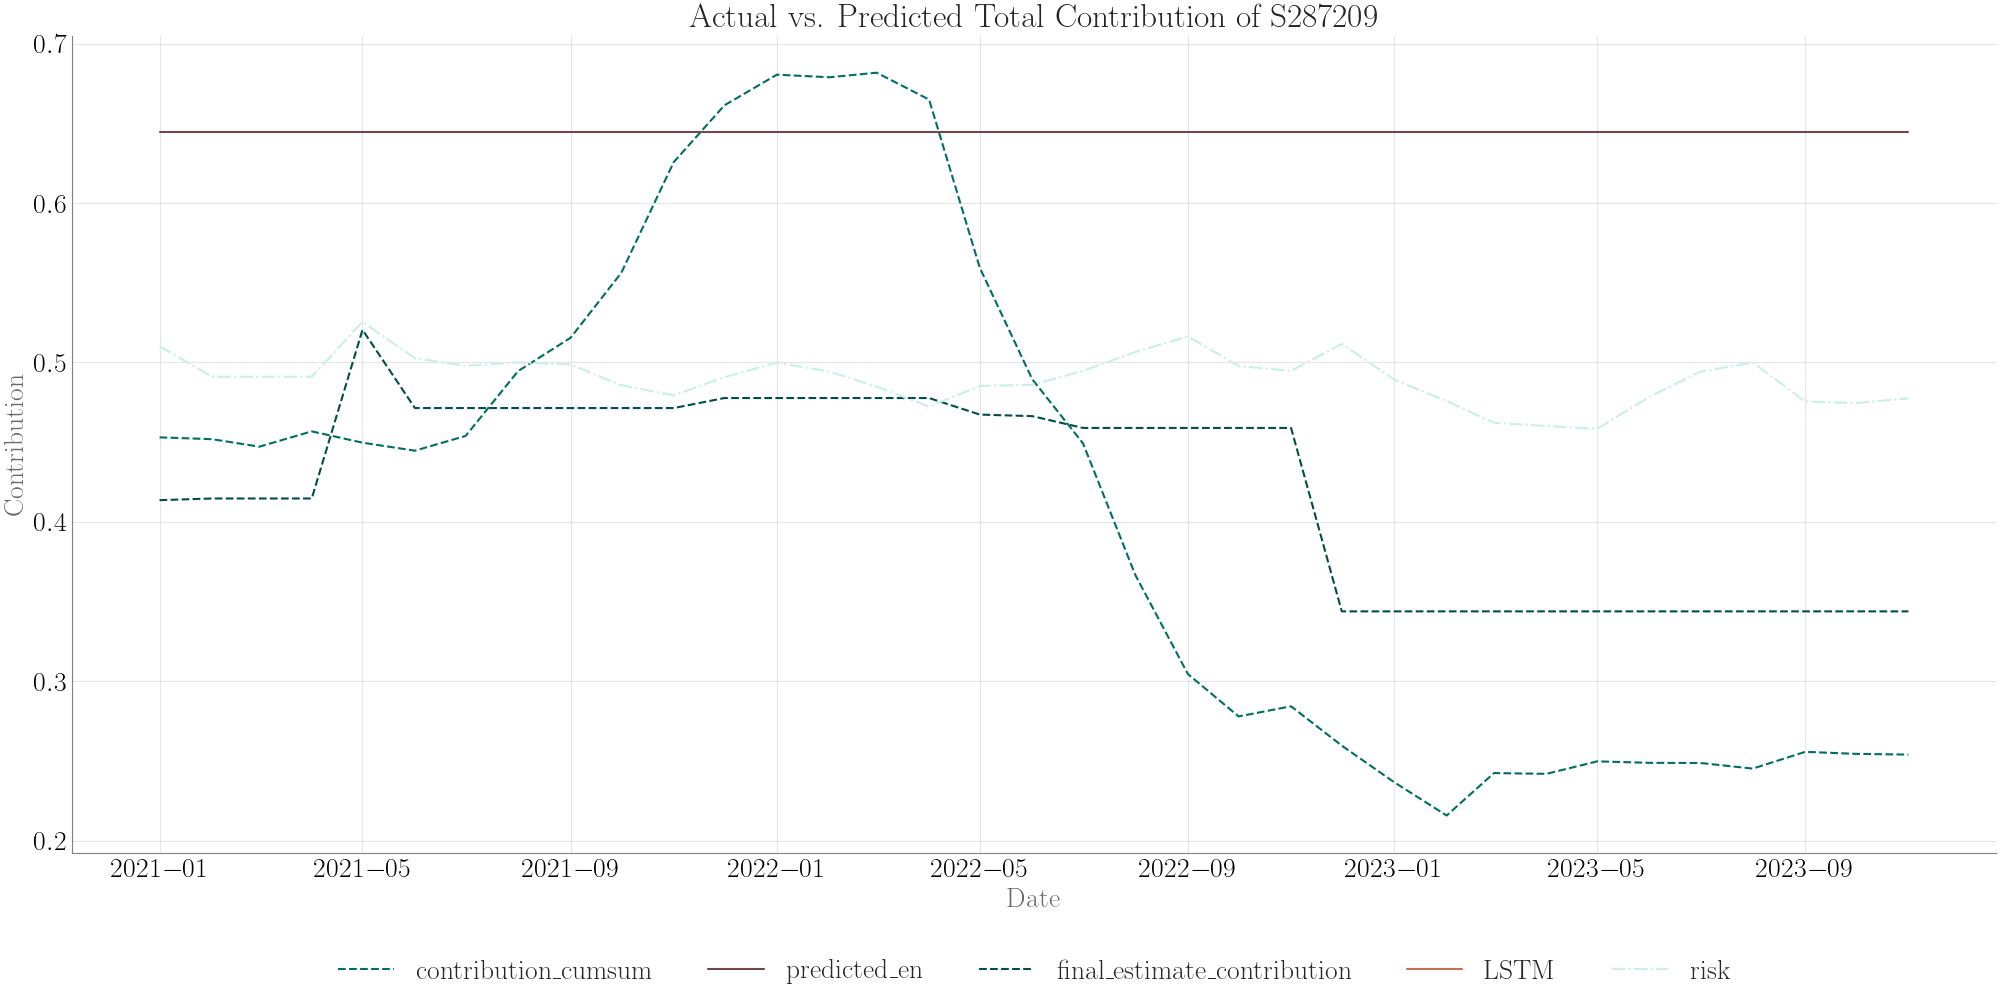 Actual vs. Predicted Total Contribution of S287209
0.7
0.6
0.5
0.4
0.3
0.2
Contribution
2021−01 2021−05 2021−09 2022−01 2022−05 2022−09 2023−01 2023−05 2023−09
Date
contribution_cumsum predicted_en final_estimate_contribution LSTM risk